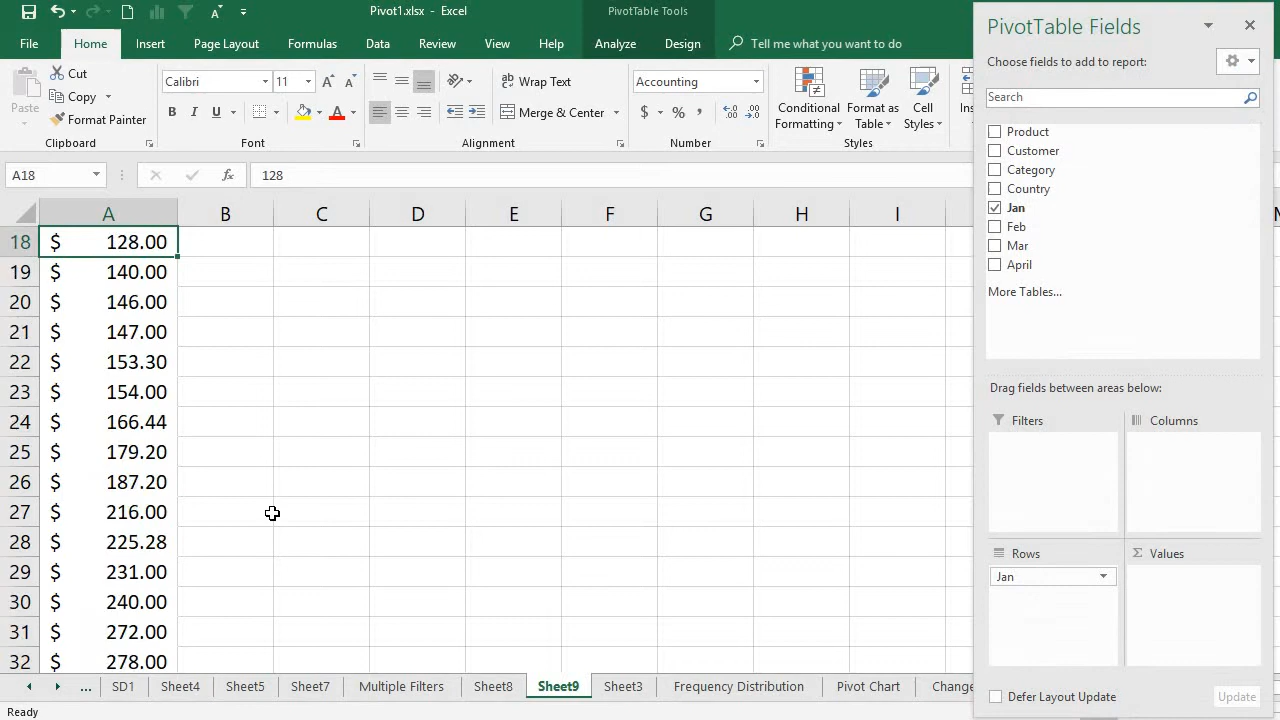 Pivot1.xlsx - Excel
PivotTable Tools
File Home Insert Page Layout Formulas Data Review View Help Analyze Design Tell me what you want to do
Paste
Cut
Copy
Format Painter
Clipboard
Calibri 11
B I U
Font
Wrap Text
Merge & Center
Alignment
Accounting
$ % ,
Number
Conditional Formatting
Format as Table
Cell Styles
Styles
A18 fx 128
A B C D E F G H I
18 $ 128.00
19 $ 140.00
20 $ 146.00
21 $ 147.00
22 $ 153.30
23 $ 154.00
24 $ 166.44
25 $ 179.20
26 $ 187.20
27 $ 216.00
28 $ 225.28
29 $ 231.00
30 $ 240.00
31 $ 272.00
32 $ 278.00
... SD1 Sheet4 Sheet5 Sheet7 Multiple Filters Sheet8 Sheet9 Sheet3 Frequency Distribution Pivot Chart Change
Ready
PivotTable Fields
Choose fields to add to report:
Search
Product
Customer
Category
Country
Jan
Feb
Mar
April
More Tables...
Drag fields between areas below:
Filters
Columns
Rows
Σ Values
Jan
Defer Layout Update
Update